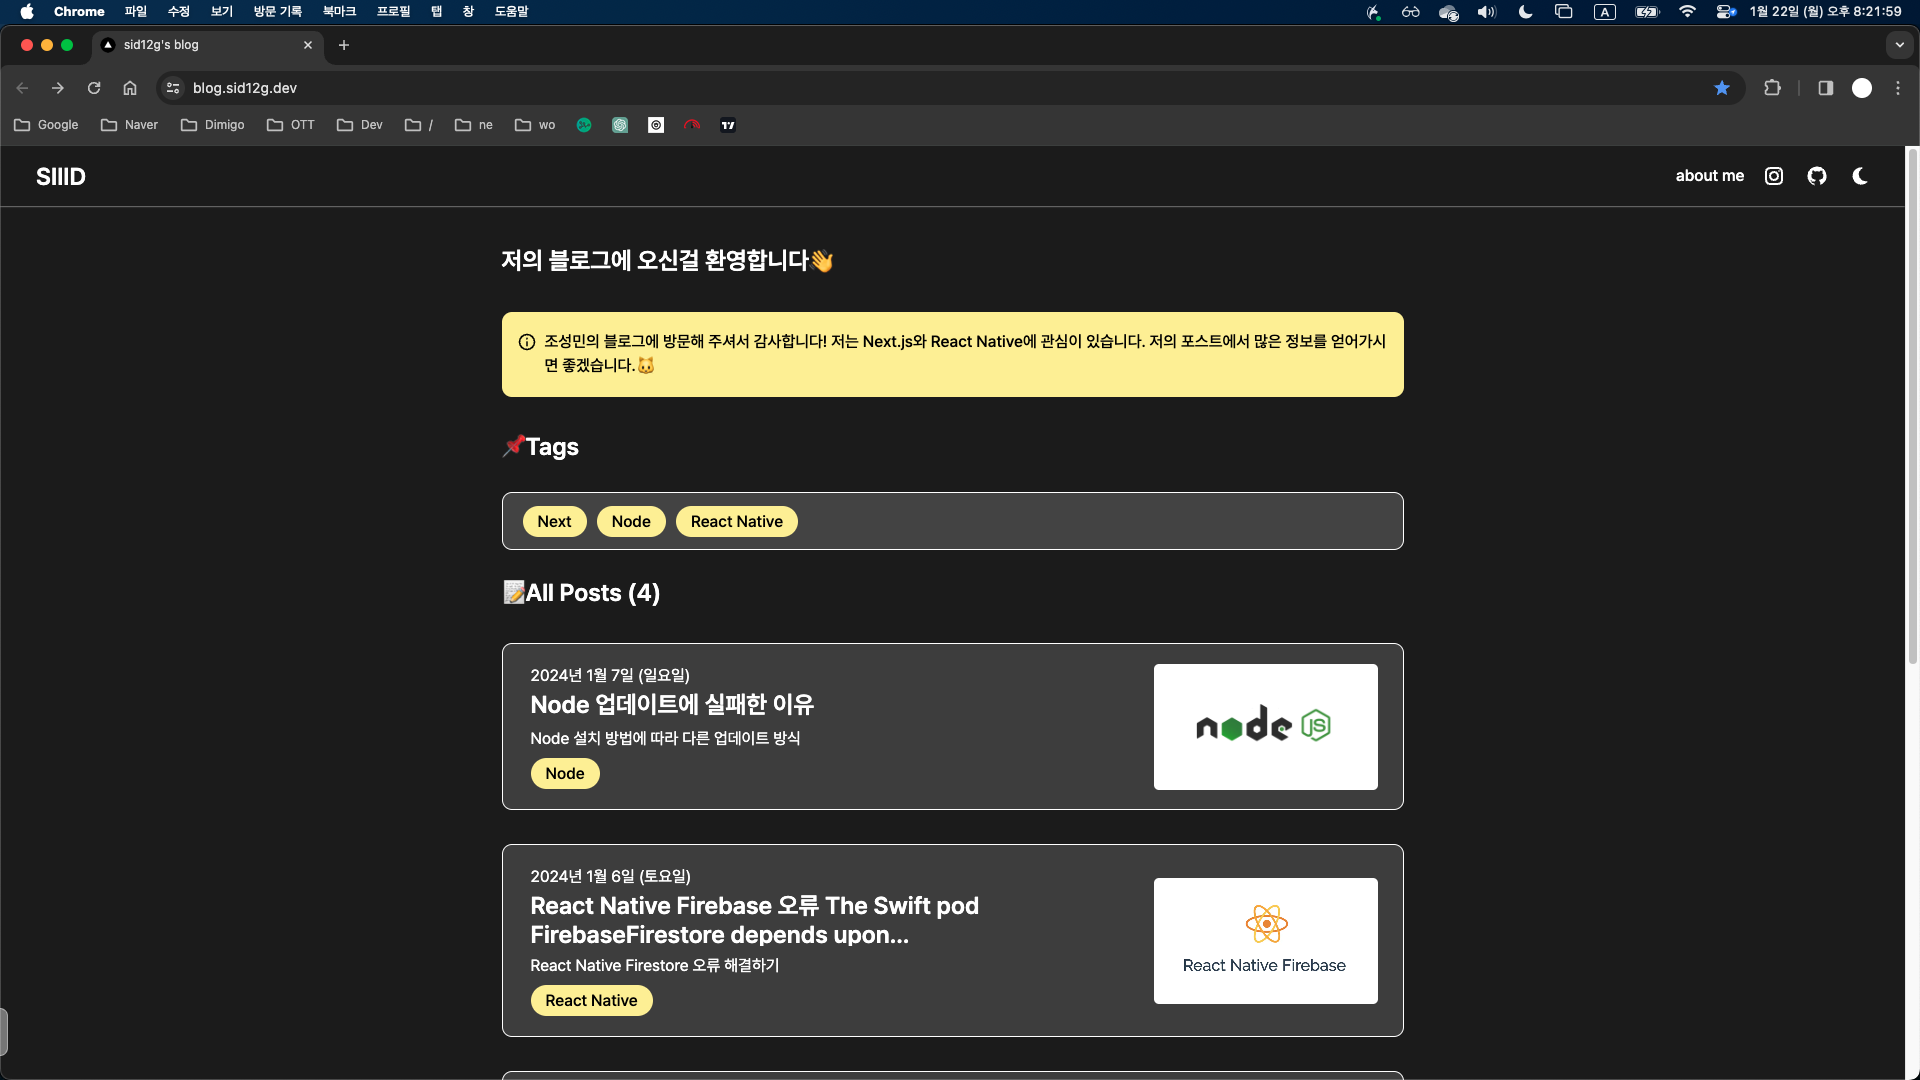 Chrome 파일 수정 보기 방문 기록 북마크 프로필 탭 창 도움말 A 1월 22일 (월) 오후 8:21:59
sid12g's blog
blog.sid12g.dev
Google Naver Dimigo OTT Dev / ne wo
SIIID about me
저의 블로그에 오신걸 환영합니다👋
조성민의 블로그에 방문해 주셔서 감사합니다! 저는 Next.js와 React Native에 관심이 있습니다. 저의 포스트에서 많은 정보를 얻어가시
면 좋겠습니다.🐱
📌Tags
Next Node React Native
📝All Posts (4)
2024년 1월 7일 (일요일)
Node 업데이트에 실패한 이유
Node 설치 방법에 따라 다른 업데이트 방식
Node
node JS
2024년 1월 6일 (토요일)
React Native Firebase 오류 The Swift pod
FirebaseFirestore depends upon...
React Native Firestore 오류 해결하기
React Native
React Native Firebase